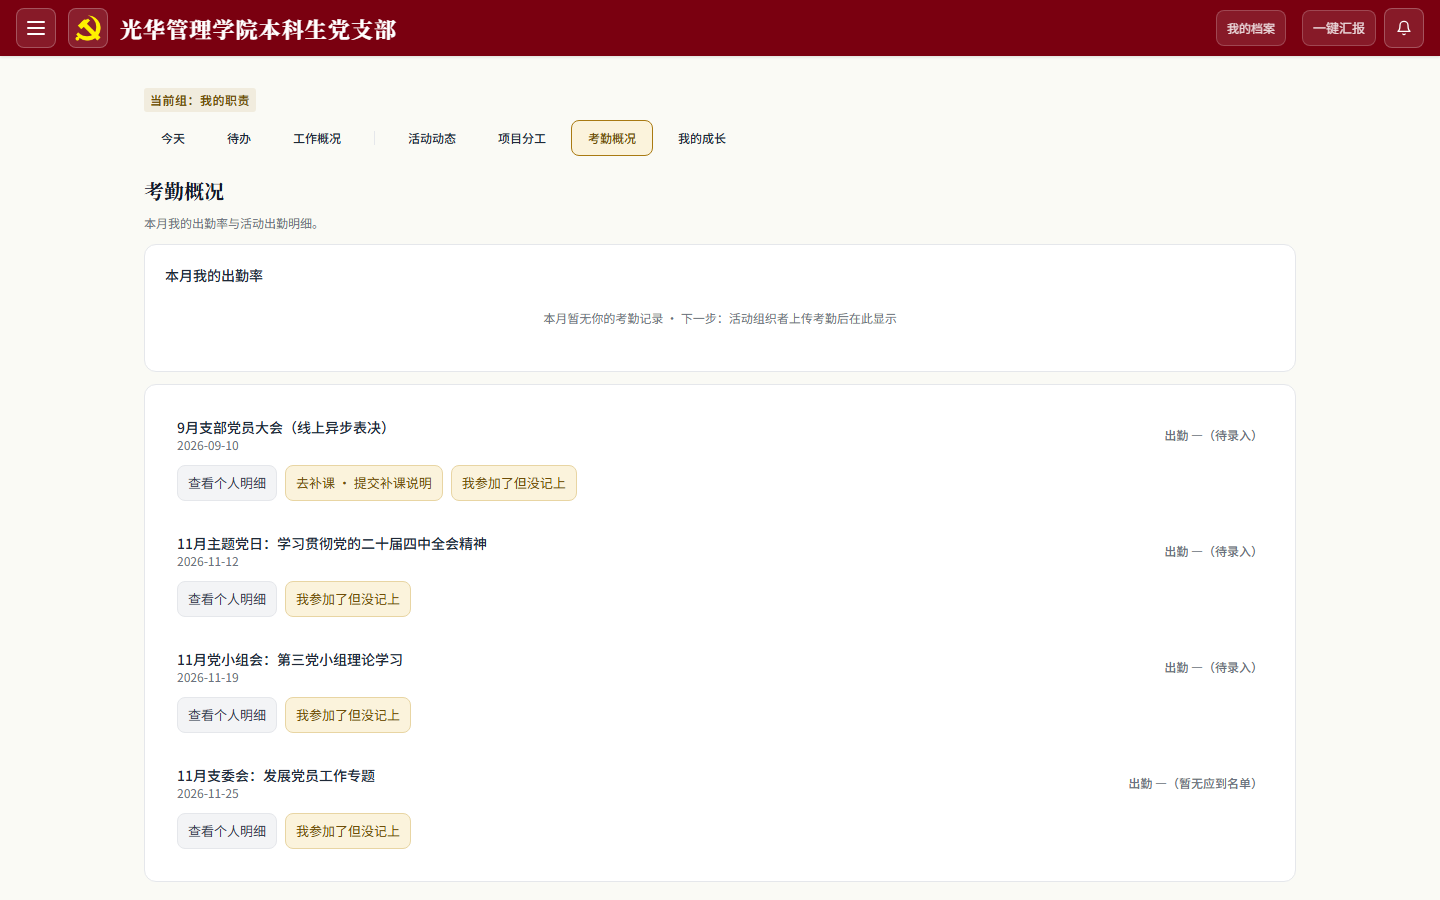 光华管理学院本科生党支部
我的档案
一键汇报
当前组：我的职责
今天
待办
工作概况
活动动态
项目分工
考勤概况
我的成长
考勤概况
本月我的出勤率与活动出勤明细。
本月我的出勤率
本月暂无你的考勤记录 · 下一步：活动组织者上传考勤后在此显示
9月支部党员大会（线上异步表决）
2026-09-10
出勤 —（待录入）
查看个人明细
去补课 · 提交补课说明
我参加了但没记上
11月主题党日：学习贯彻党的二十届四中全会精神
2026-11-12
出勤 —（待录入）
查看个人明细
我参加了但没记上
11月党小组会：第三党小组理论学习
2026-11-19
出勤 —（待录入）
查看个人明细
我参加了但没记上
11月支委会：发展党员工作专题
2026-11-25
出勤 —（暂无应到名单）
查看个人明细
我参加了但没记上